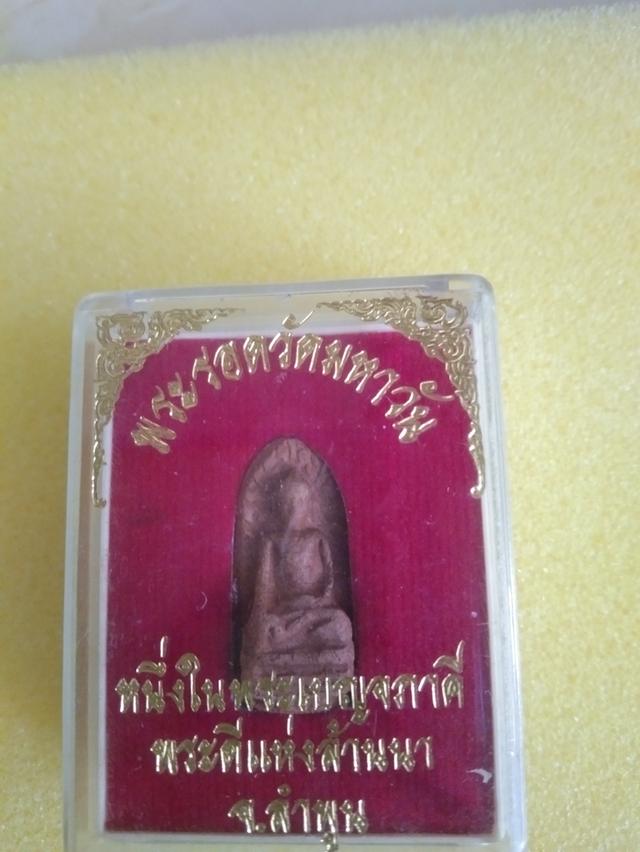 พระรอดวัดมหาวัน
หนึ่งในพระเบญจภาคี
พระดีแห่งล้านนา
จ.ลำพูน